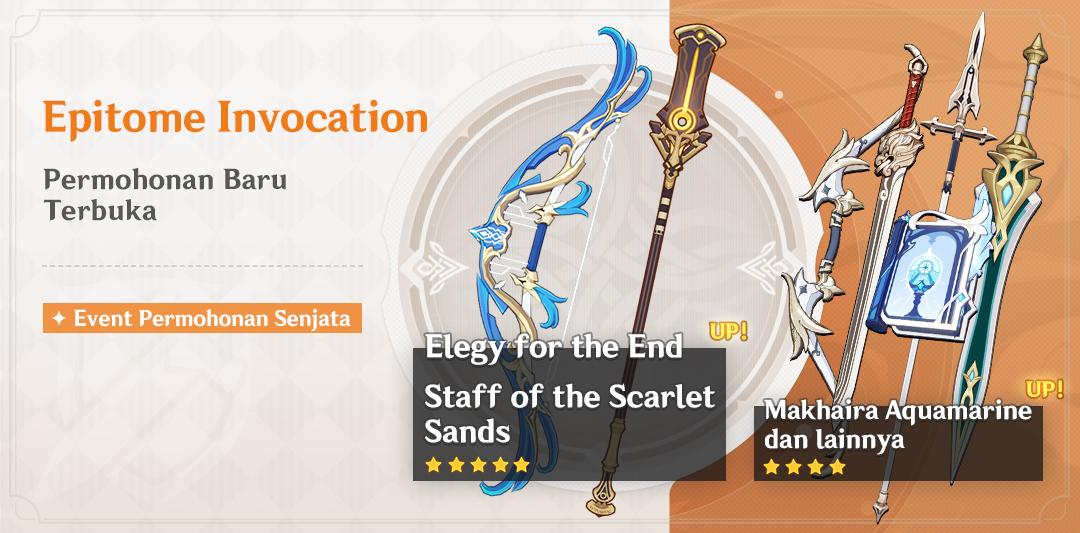 Epitome Invocation
Permohonan Baru
Terbuka
✦ Event Permohonan Senjata
UP!
Elegy for the End
Staff of the Scarlet
Sands
UP!
Makhaira Aquamarine
dan lainnya